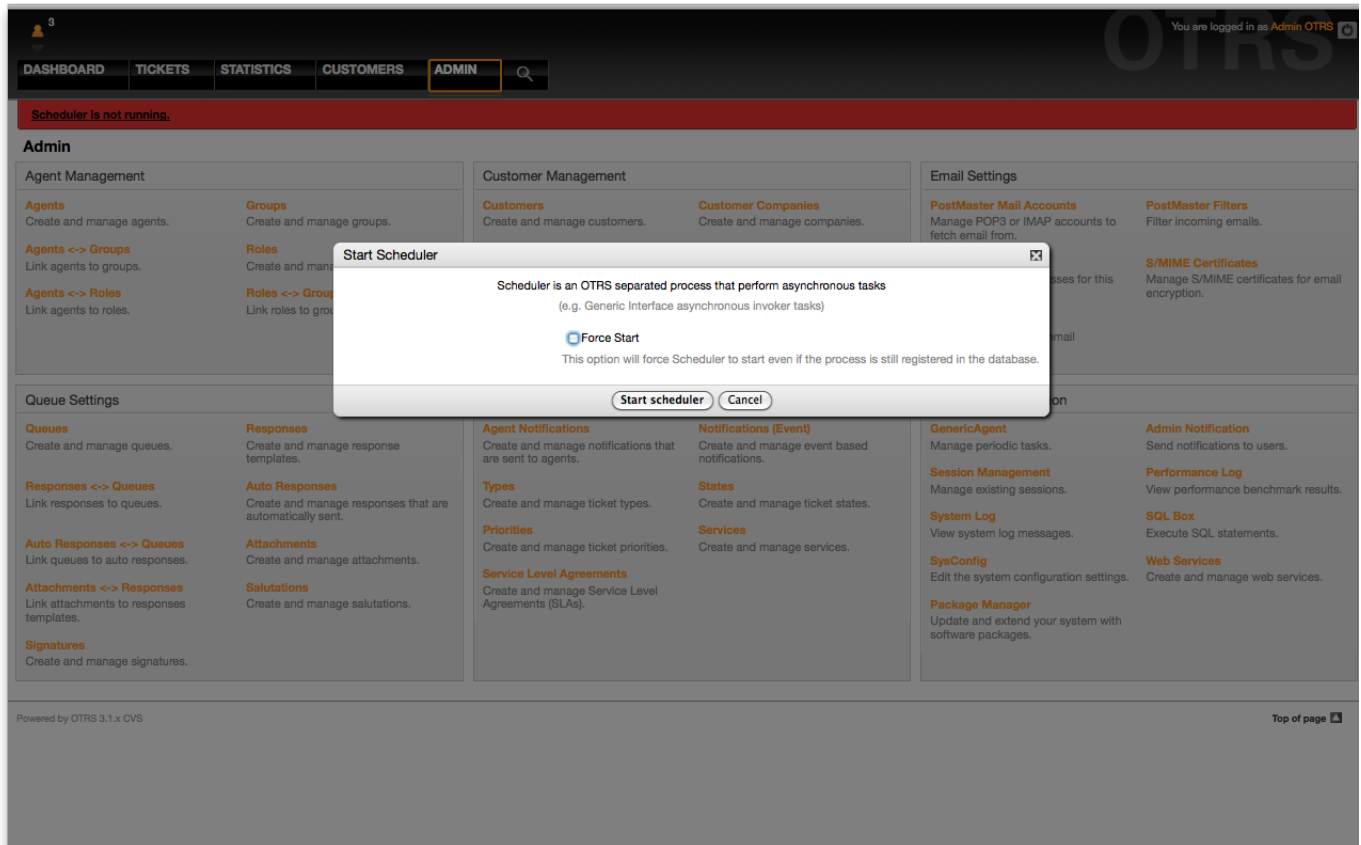 3
You are logged in as Admin OTRS
OTRS
DASHBOARD TICKETS STATISTICS CUSTOMERS ADMIN
Scheduler is not running.
Admin
Agent Management
Agents
Create and manage agents.
Groups
Create and manage groups.
Agents <-> Groups
Link agents to groups.
Roles
Create and mana
Agents <-> Roles
Link agents to roles.
Roles <-> Group
Link roles to grou
Customer Management
Customers
Create and manage customers.
Customer Companies
Create and manage companies.
Email Settings
PostMaster Mail Accounts
Manage POP3 or IMAP accounts to
fetch email from.
PostMaster Filters
Filter incoming emails.
sses for this
S/MIME Certificates
Manage S/MIME certificates for email
encryption.
email
Start Scheduler
Scheduler is an OTRS separated process that perform asynchronous tasks
(e.g. Generic Interface asynchronous invoker tasks)
Force Start
This option will force Scheduler to start even if the process is still registered in the database.
Start scheduler Cancel
Queue Settings
Queues
Create and manage queues.
Responses
Create and manage response
templates.
Responses <-> Queues
Link responses to queues.
Auto Responses
Create and manage responses that are
automatically sent.
Auto Responses <-> Queues
Link queues to auto responses.
Attachments
Create and manage attachments.
Attachments <-> Responses
Link attachments to responses
templates.
Salutations
Create and manage salutations.
Signatures
Create and manage signatures.
Agent Notifications
Create and manage notifications that
are sent to agents.
Notifications (Event)
Create and manage event based
notifications.
Types
Create and manage ticket types.
States
Create and manage ticket states.
Priorities
Create and manage ticket priorities.
Services
Create and manage services.
Service Level Agreements
Create and manage Service Level
Agreements (SLAs).
on
GenericAgent
Manage periodic tasks.
Admin Notification
Send notifications to users.
Session Management
Manage existing sessions.
Performance Log
View performance benchmark results.
System Log
View system log messages.
SQL Box
Execute SQL statements.
SysConfig
Edit the system configuration settings.
Web Services
Create and manage web services.
Package Manager
Update and extend your system with
software packages.
Powered by OTRS 3.1.x CVS
Top of page